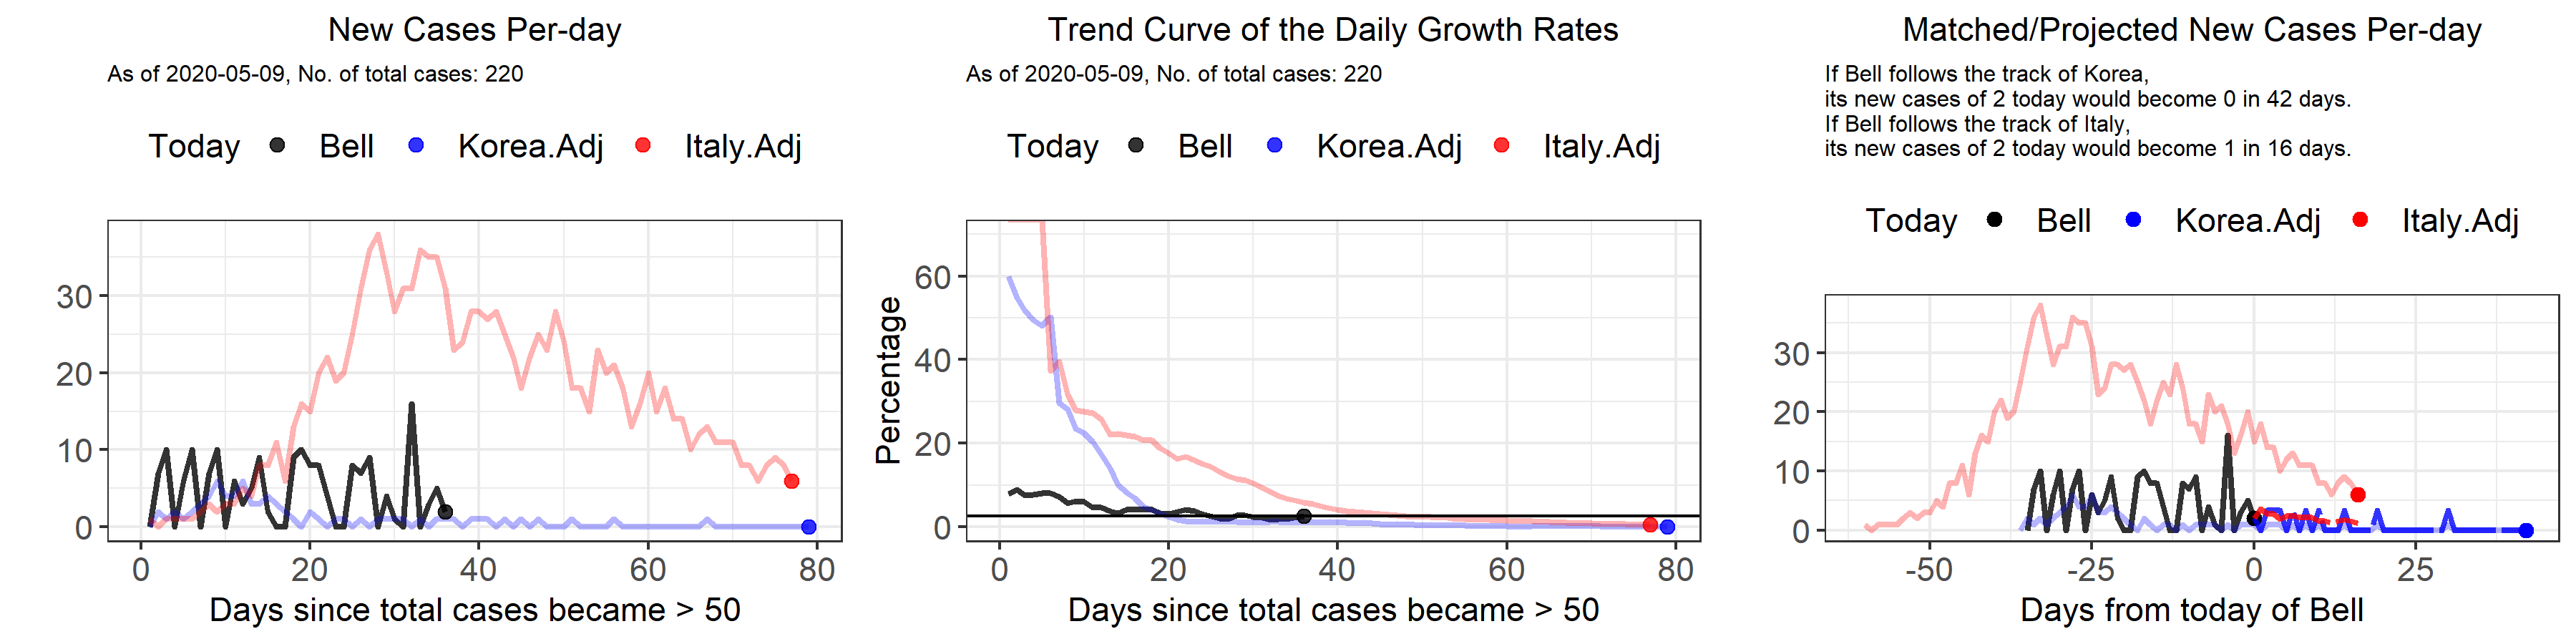 New Cases Per-day
As of 2020-05-09, No. of total cases: 220
Today Bell Korea.Adj Italy.Adj
30
20
10
0
0 20 40 60 80
Days since total cases became > 50
Trend Curve of the Daily Growth Rates
As of 2020-05-09, No. of total cases: 220
Today Bell Korea.Adj Italy.Adj
Percentage
60
40
20
0
0 20 40 60 80
Days since total cases became > 50
Matched/Projected New Cases Per-day
If Bell follows the track of Korea,
its new cases of 2 today would become 0 in 42 days.
If Bell follows the track of Italy,
its new cases of 2 today would become 1 in 16 days.
Today Bell Korea.Adj Italy.Adj
30
20
10
0
-50 -25 0 25
Days from today of Bell